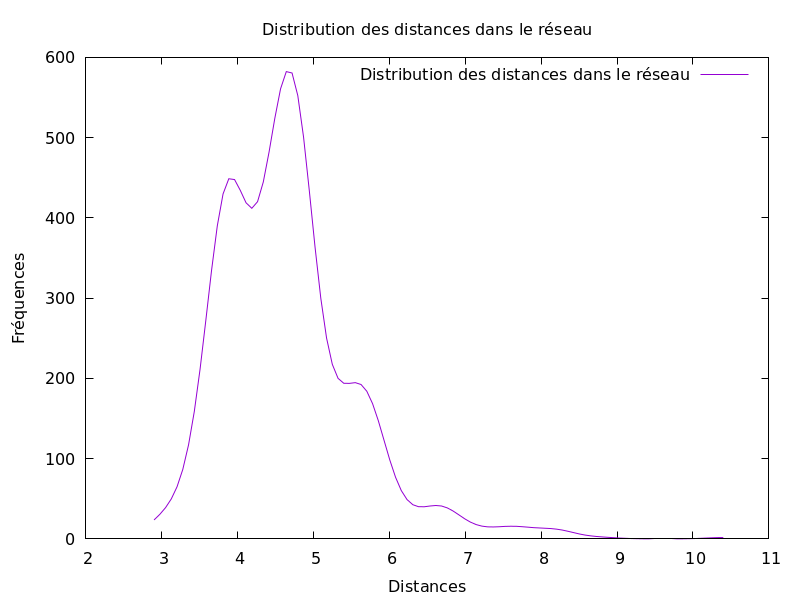 Distribution des distances dans le réseau
Distribution des distances dans le réseau
600
500
400
300
200
100
0
2 3 4 5 6 7 8 9 10 11
Fréquences
Distances